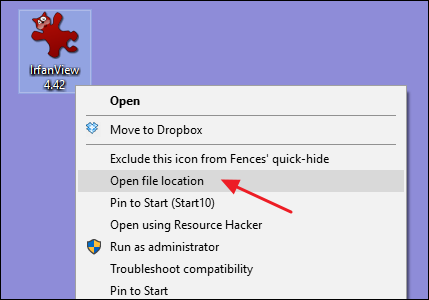 IrfanView
4.42
Open
Move to Dropbox
Exclude this icon from Fences' quick-hide
Open file location
Pin to Start (Start10)
Open using Resource Hacker
Run as administrator
Troubleshoot compatibility
Pin to Start